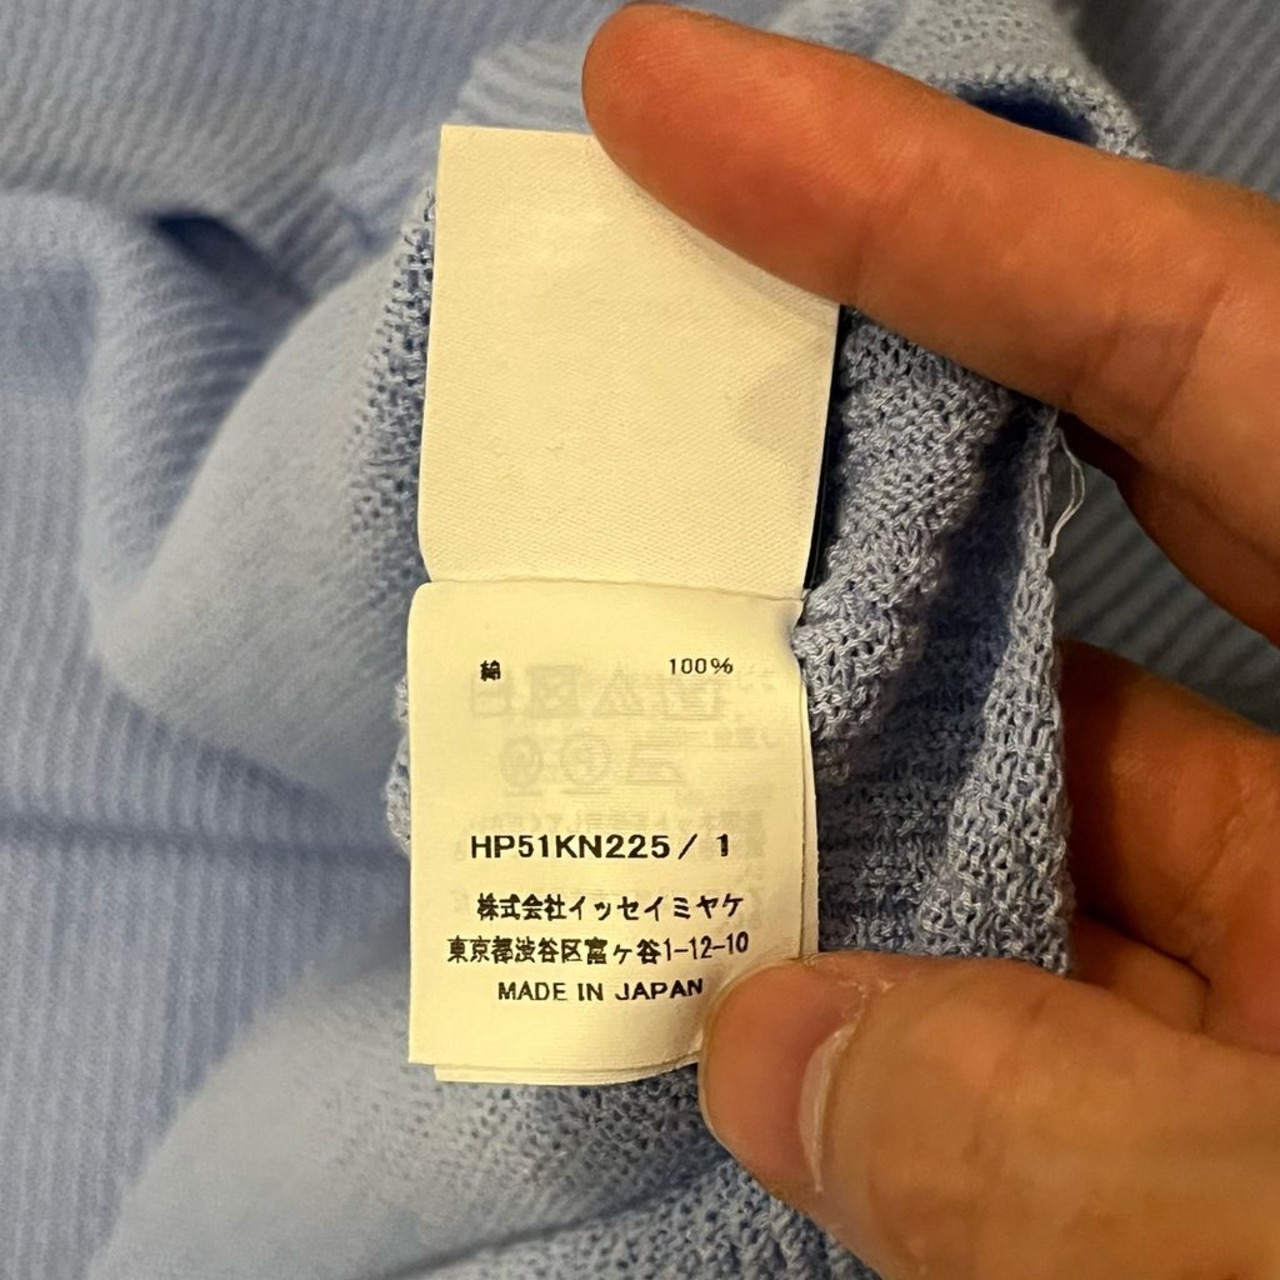 綿 100%
HP51KN225/ 1
株式会社イッセイミヤケ
東京都渋谷区富ヶ谷1-12-10
MADE IN JAPAN